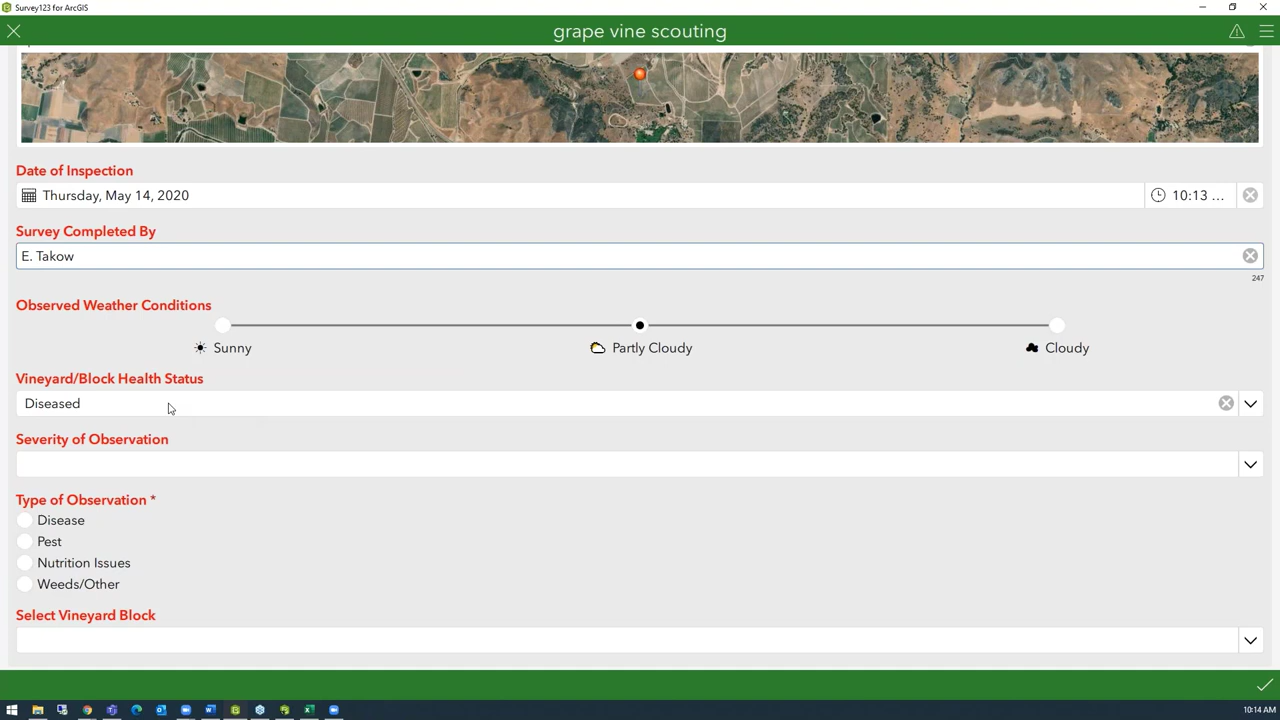 Survey123 for ArcGIS
grape vine scouting
Date of Inspection
Thursday, May 14, 2020
10:13 ...
Survey Completed By
E. Takow
247
Observed Weather Conditions
Sunny
Partly Cloudy
Cloudy
Vineyard/Block Health Status
Diseased
Severity of Observation
Type of Observation *
Disease
Pest
Nutrition Issues
Weeds/Other
Select Vineyard Block
10:14 AM